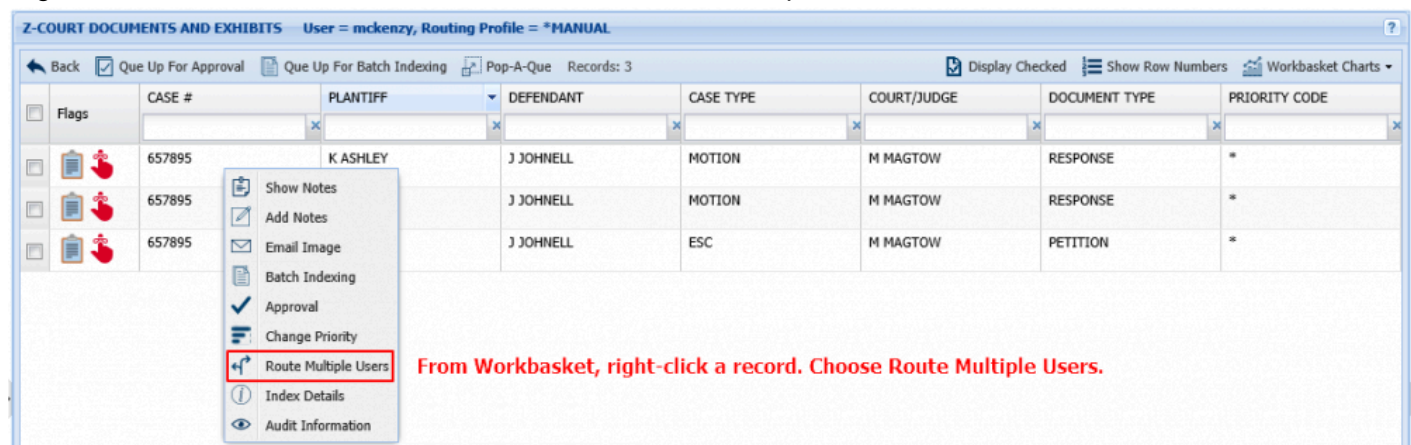 Z-COURT DOCUMENTS AND EXHIBITS User = mckenzy, Routing Profile = *MANUAL ?
Back Que Up For Approval Que Up For Batch Indexing Pop-A-Que Records: 3 Display Checked Show Row Numbers Workbasket Charts
Flags CASE # PLANTIFF DEFENDANT CASE TYPE COURT/JUDGE DOCUMENT TYPE PRIORITY CODE
657895 K ASHLEY J JOHNELL MOTION M MAGTOW RESPONSE *
657895 J JOHNELL MOTION M MAGTOW RESPONSE *
657895 J JOHNELL ESC M MAGTOW PETITION *
Show Notes
Add Notes
Email Image
Batch Indexing
Approval
Change Priority
Route Multiple Users From Workbasket, right-click a record. Choose Route Multiple Users.
Index Details
Audit Information